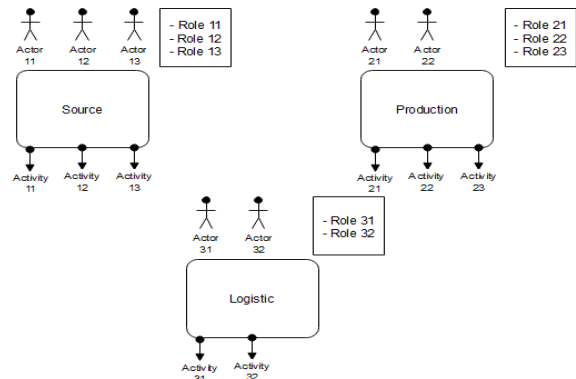 Actor
11
Actor
12
Actor
13
- Role 11
- Role 12
- Role 13
Source
Activity
11
Activity
12
Activity
13
Actor
21
Actor
22
- Role 21
- Role 22
- Role 23
Production
Activity
21
Activity
22
Activity
23
Actor
31
Actor
32
- Role 31
- Role 32
Logistic
Activity
31
Activity
32